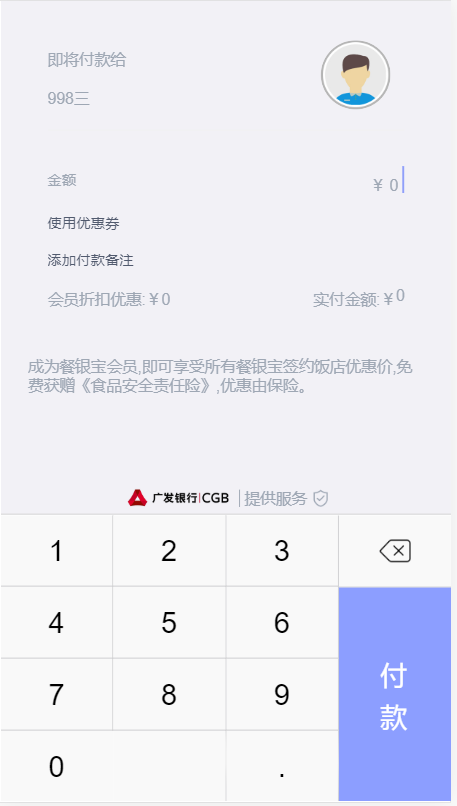 即将付款给
998三
金额
¥ 0
使用优惠券
添加付款备注
会员折扣优惠:¥0 实付金额:¥0
成为餐银宝会员,即可享受所有餐银宝签约饭店优惠价,免
费获赠《食品安全责任险》,优惠由保险。
广发银行|CGB | 提供服务
1 2 3
4 5 6
7 8 9
0 .
付
款